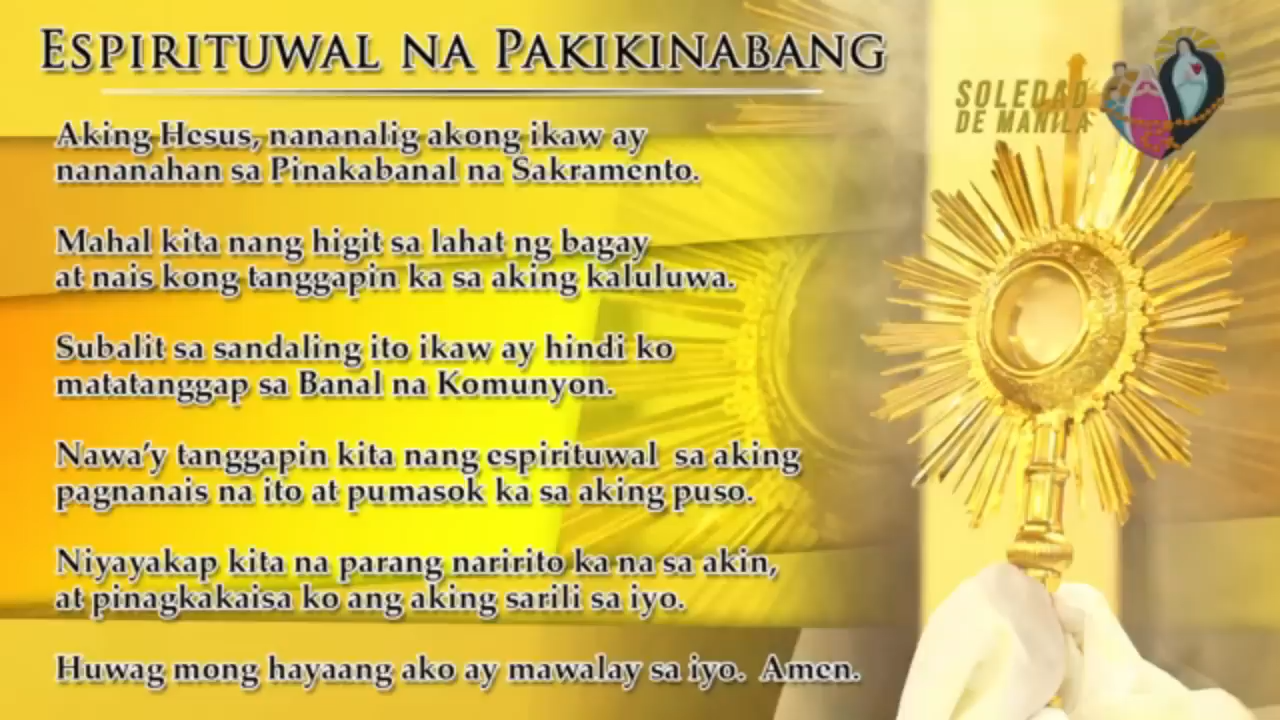 ESPIRITUWAL NA PAKIKINABANG
SOLEDAD
DE MANILA
Aking Hesus, nananalig akong ikaw ay
nananahan sa Pinakabanal na Sakramento.
Mahal kita nang higit sa lahat ng bagay
at nais kong tanggapin ka sa aking kaluluwa.
Subalit sa sandaling ito ikaw ay hindi ko
matatanggap sa Banal na Komunyon.
Nawa’y tanggapin kita nang espirituwal sa aking
pagnanais na ito at pumasok ka sa aking puso.
Niyayakap kita na parang naririto ka na sa akin,
at pinagkakaisa ko ang aking sarili sa iyo.
Huwag mong hayaang ako ay mawalay sa iyo. Amen.